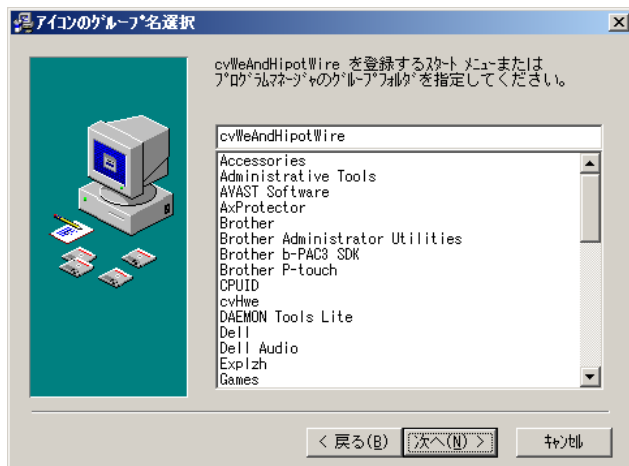 アイコンのグループ名選択
cvWeAndHipotWire を登録するスタート メニューまたは
プログラムマネージャのグループフォルダを指定してください。
cvWeAndHipotWire
Accessories
Administrative Tools
AVAST Software
AxProtector
Brother
Brother Administrator Utilities
Brother b-PAC3 SDK
Brother P-touch
CPUID
cvHwe
DAEMON Tools Lite
Dell
Dell Audio
Explzh
Games
< 戻る(B)
次へ(N) >
キャンセル